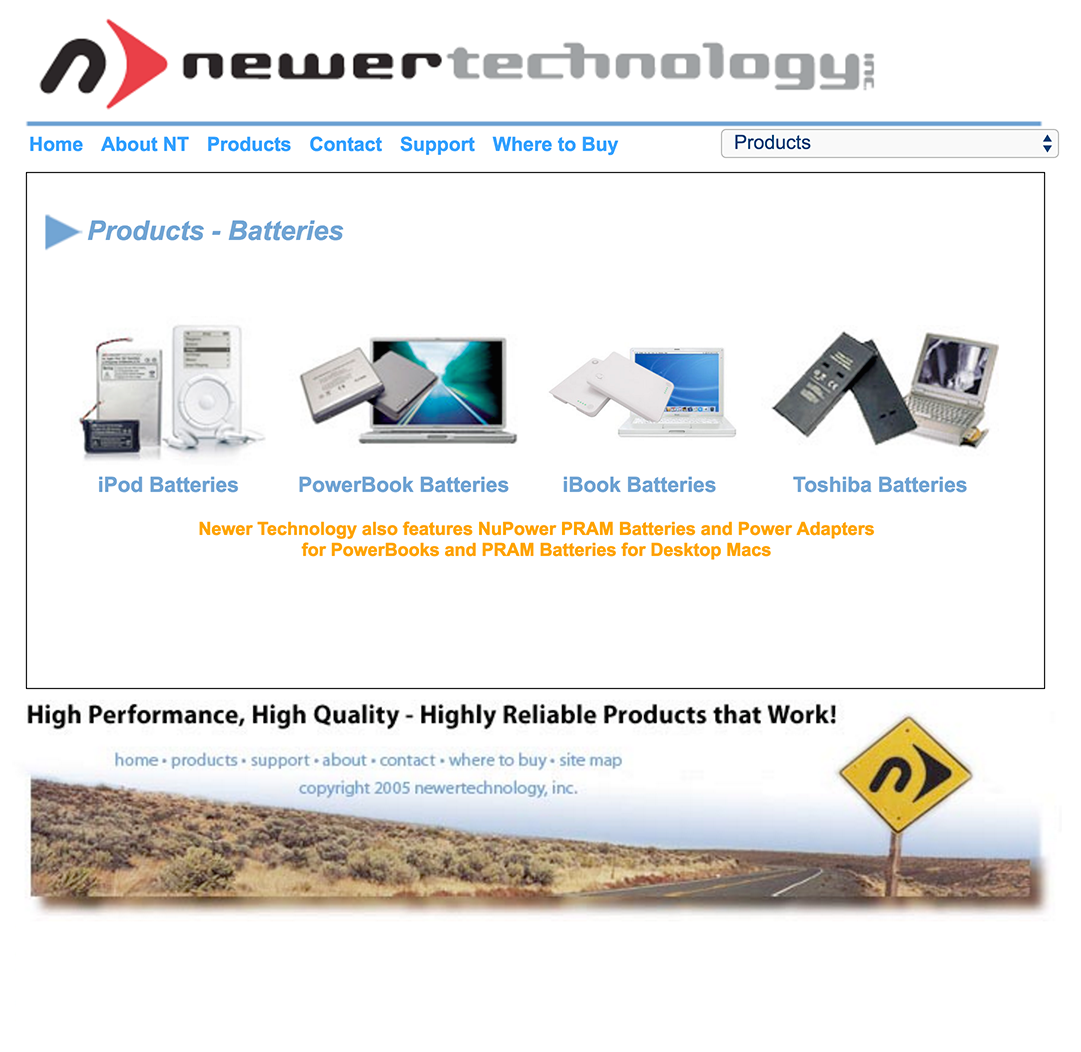 newertechnology inc.
Home About NT Products Contact Support Where to Buy
Products
Products - Batteries
iPod Batteries PowerBook Batteries iBook Batteries Toshiba Batteries
Newer Technology also features NuPower PRAM Batteries and Power Adapters
for PowerBooks and PRAM Batteries for Desktop Macs
High Performance, High Quality - Highly Reliable Products that Work!
home • products • support • about • contact • where to buy • site map
copyright 2005 newertechnology, inc.